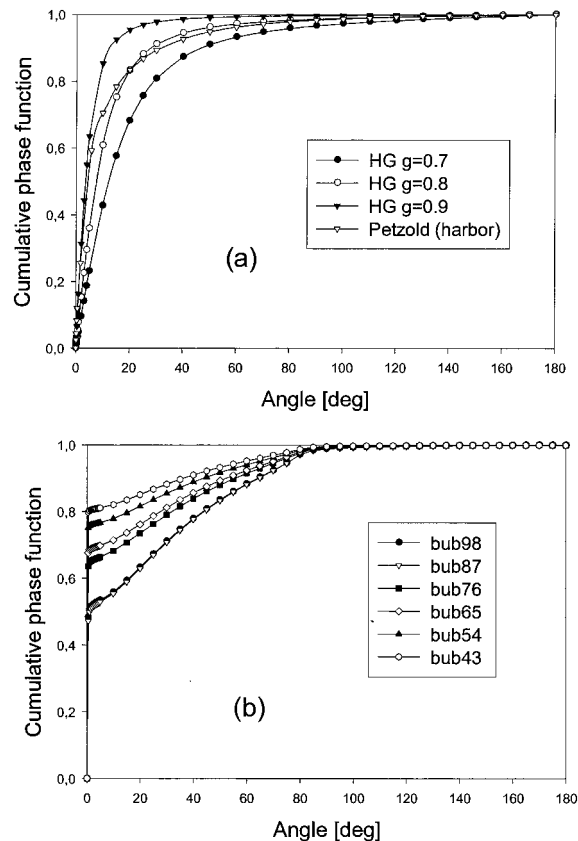 1,0
0,8
0,6
0,4
0,2
0,0
Cumulative phase function
HG g=0.7
HG g=0.8
HG g=0.9
Petzold (harbor)
(a)
0 20 40 60 80 100 120 140 160 180
Angle [deg]
1,0
0,8
0,6
0,4
0,2
0,0
Cumulative phase function
bub98
bub87
bub76
bub65
bub54
bub43
(b)
0 20 40 60 80 100 120 140 160 180
Angle [deg]